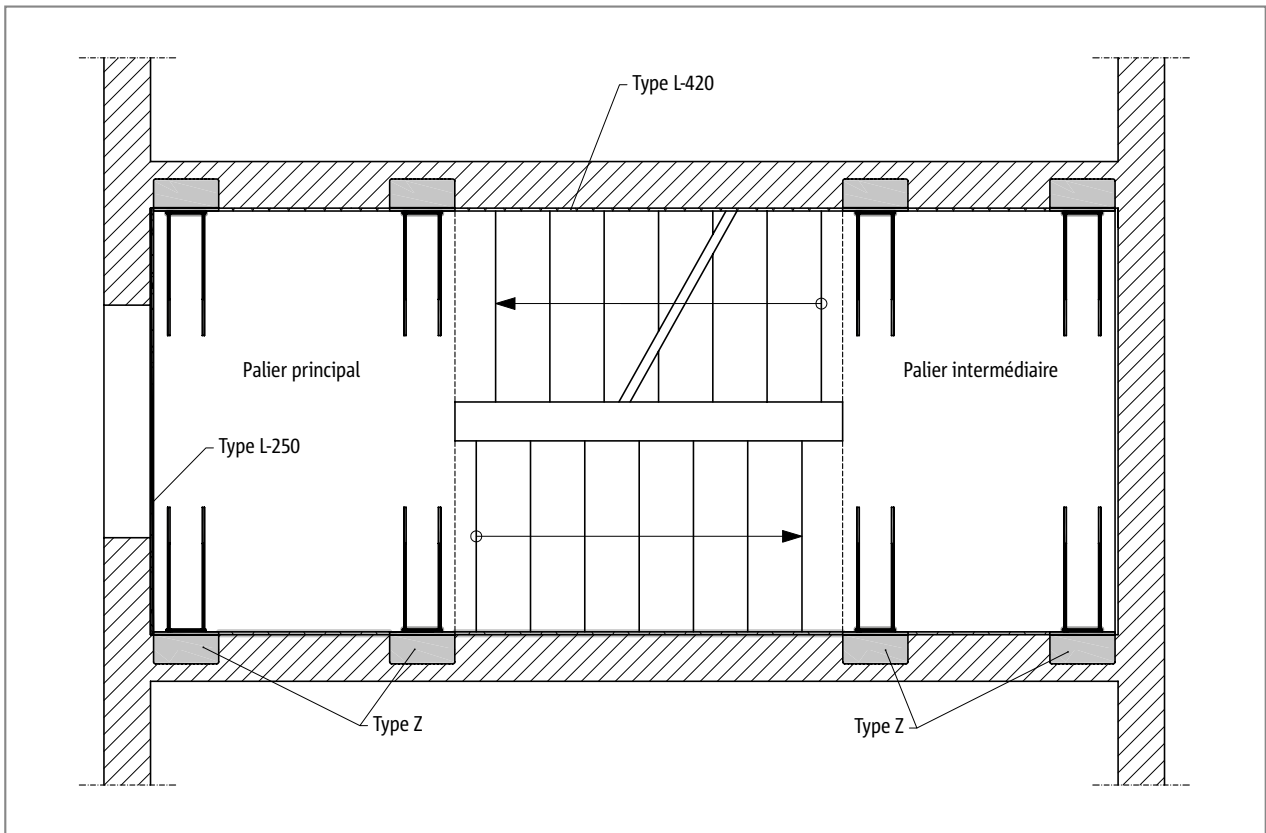 Type L-420
Palier principal
Palier intermédiaire
Type L-250
Type Z
Type Z